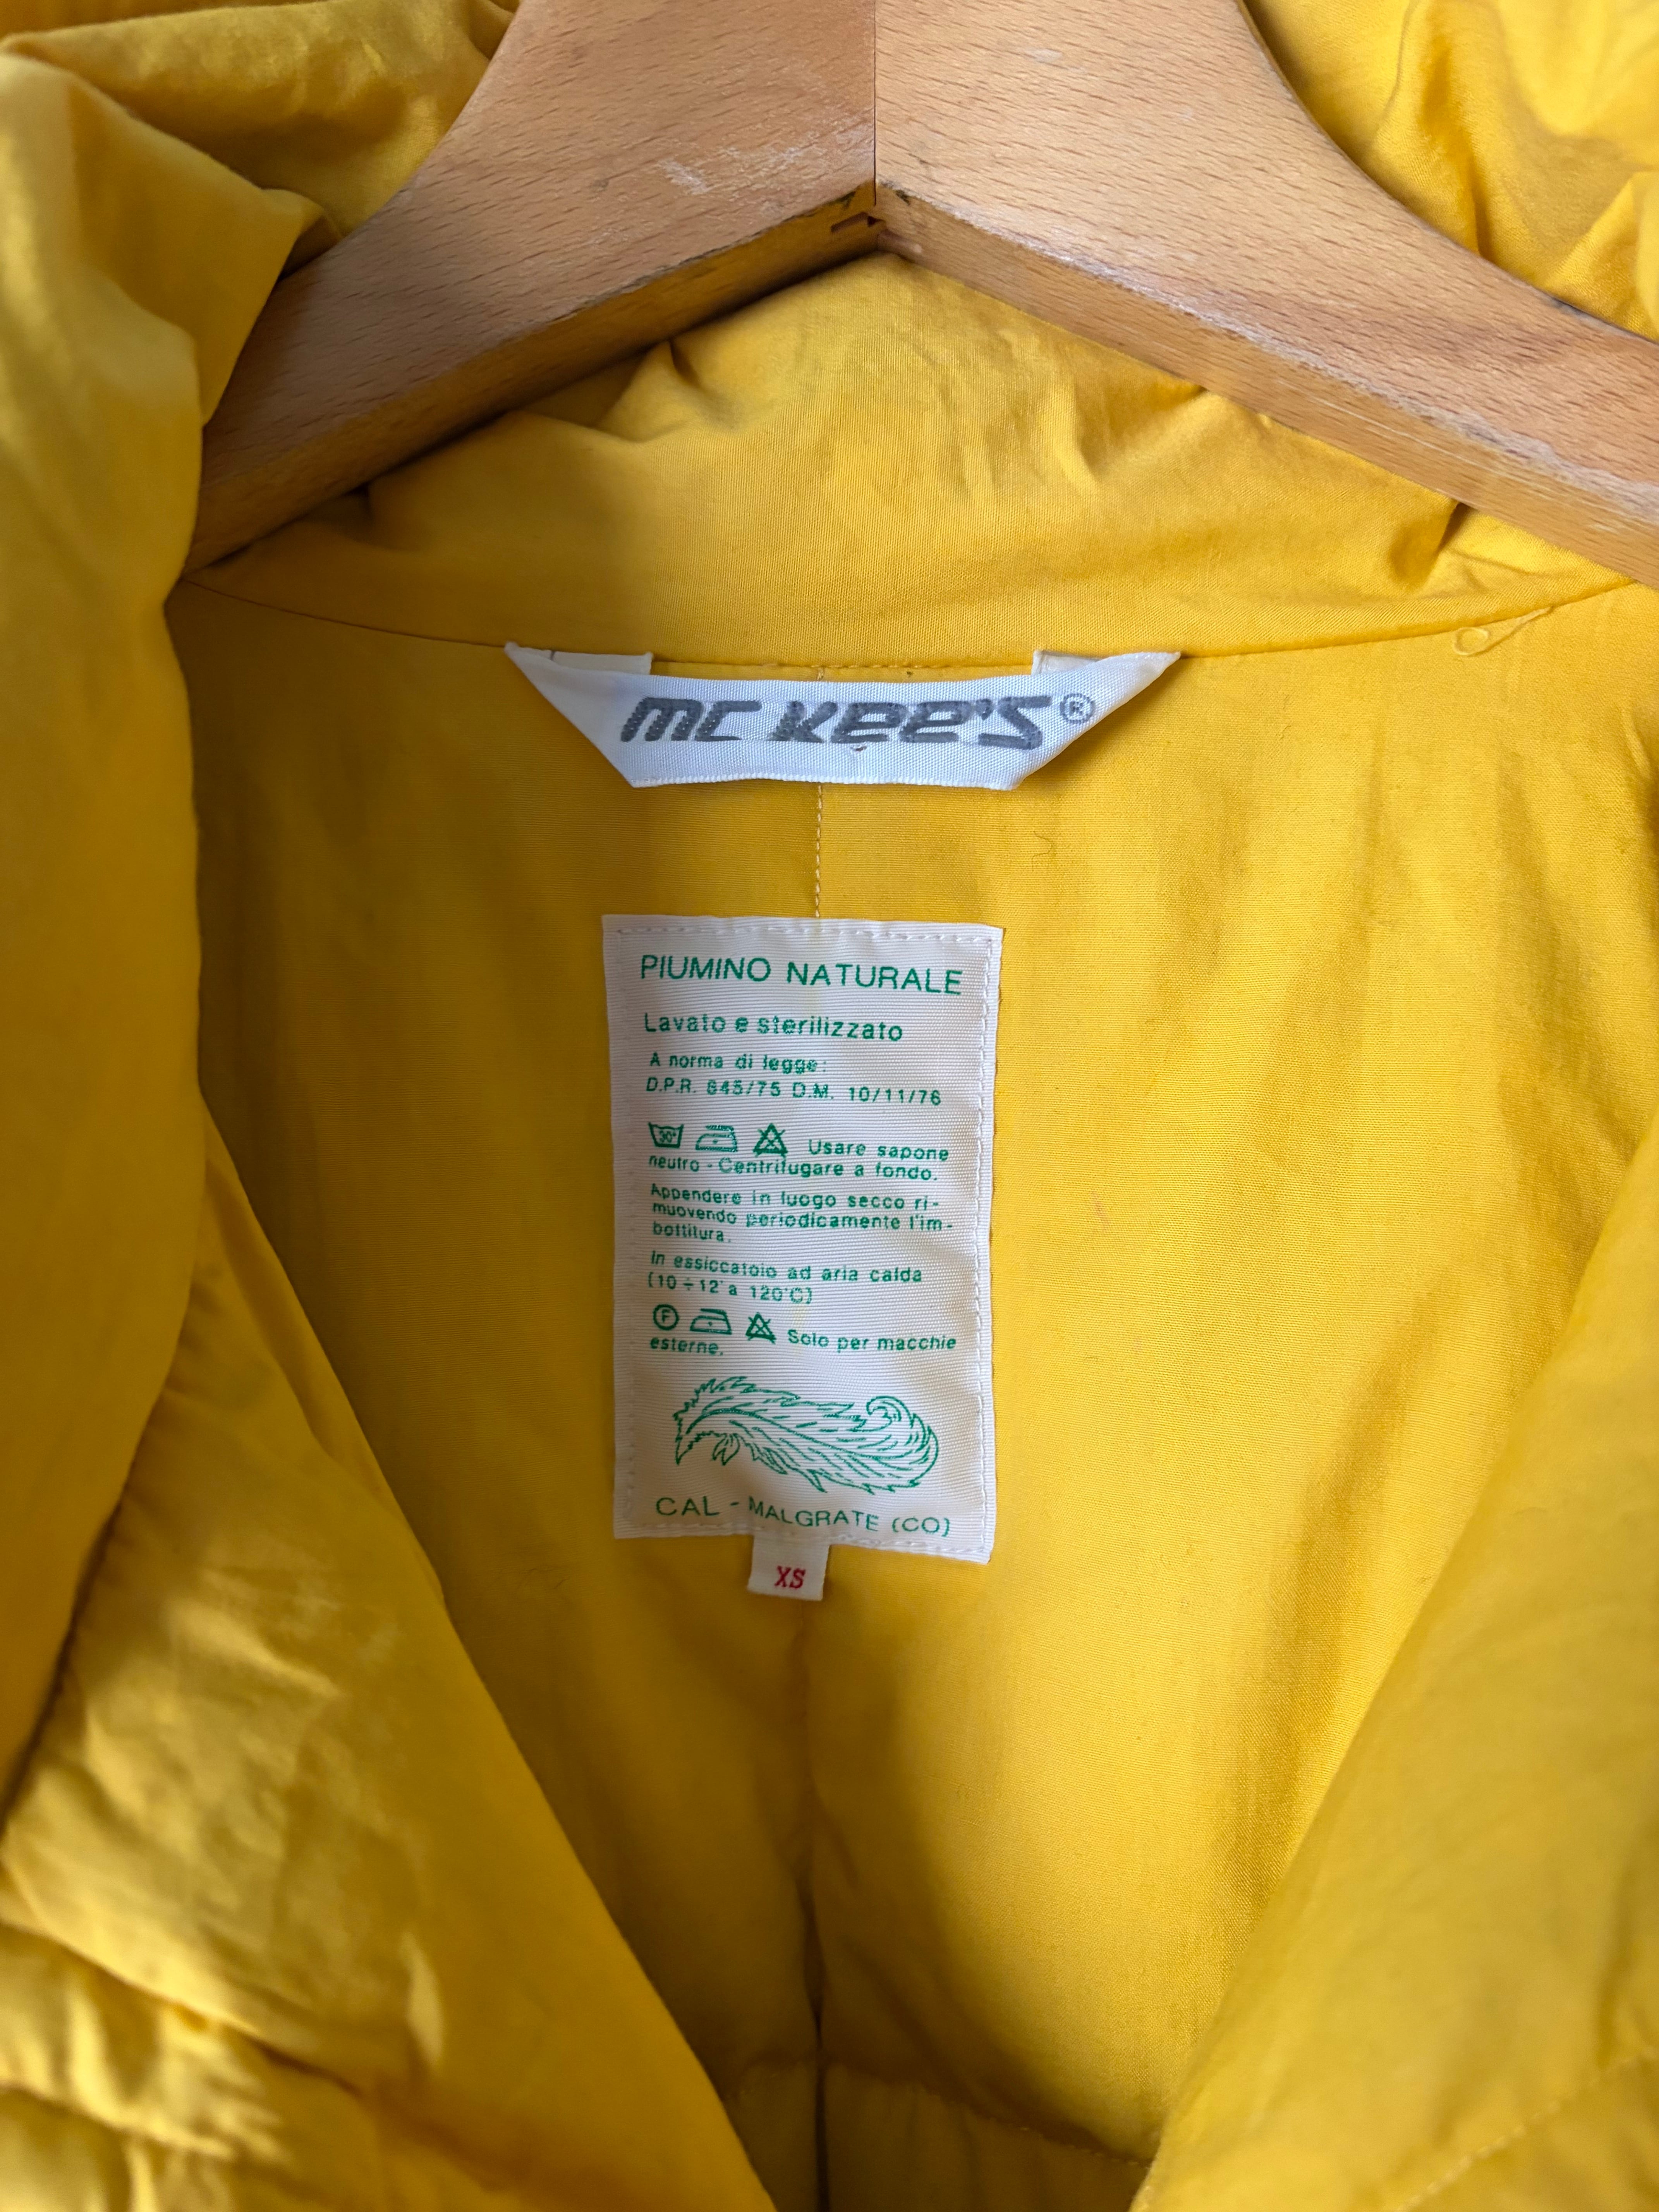 MC KEE'S®
PIUMINO NATURALE
Lavato e sterilizzato
A norma di legge:
D.P.R. 845/75 D.M. 10/11/76
30° Usare sapone
neutro - Centrifugare a fondo.
Appendere in luogo secco ri-
muovendo periodicamente l'im-
bottitura.
In essiccatoio ad aria calda
(10 ÷ 12' a 120°C)
F Solo per macchie
esterne.
CAL - MALGRATE (CO)
XS